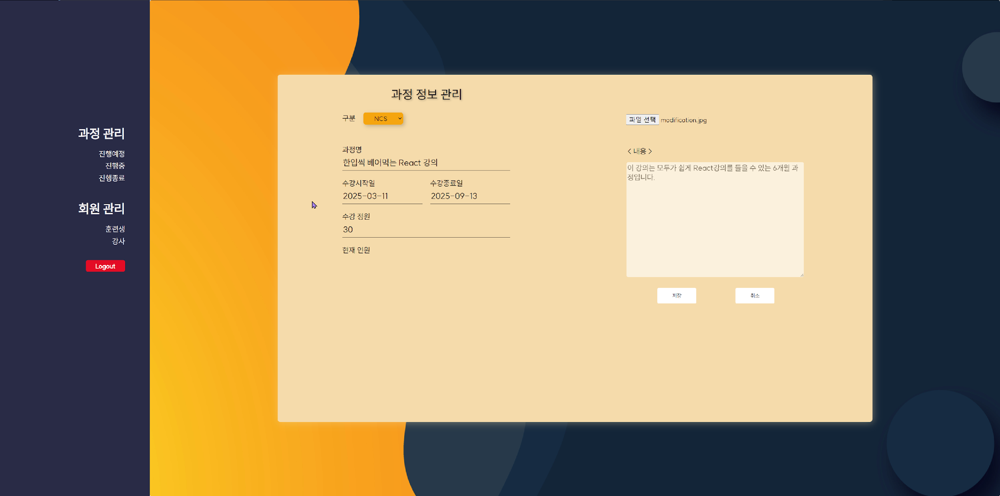 과정 관리
진행예정
진행중
진행종료
회원 관리
훈련생
강사
Logout
과정 정보 관리
구분 NCS
과정명
한입씩 베어먹는 React 강의
수강시작일 수강종료일
2025-03-11 2025-09-13
수강 정원
30
현재 인원
파일 선택 modification.jpg
< 내용 >
이 강의는 모두가 쉽게 React강의를 들을 수 있는 6개월 과
정입니다.
저장 취소